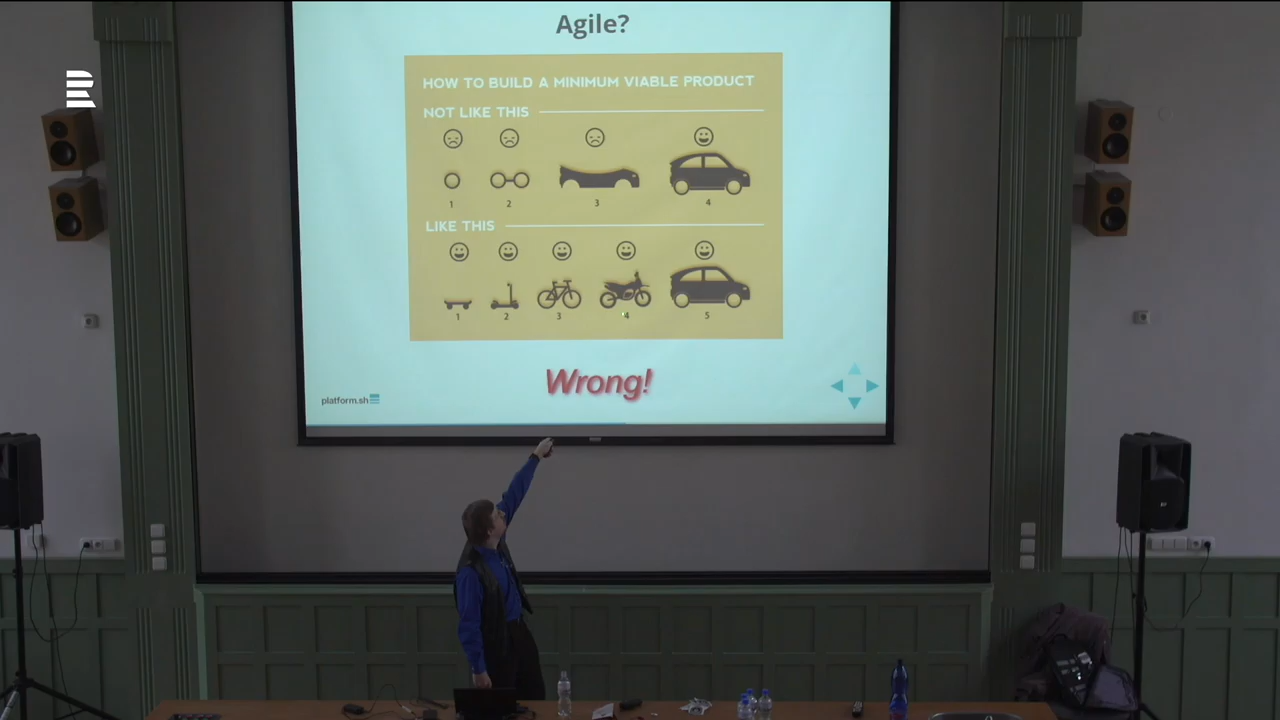 Agile?
HOW TO BUILD A MINIMUM VIABLE PRODUCT
NOT LIKE THIS
1 2 3 4
LIKE THIS
1 2 3 4 5
Wrong!
platform.sh